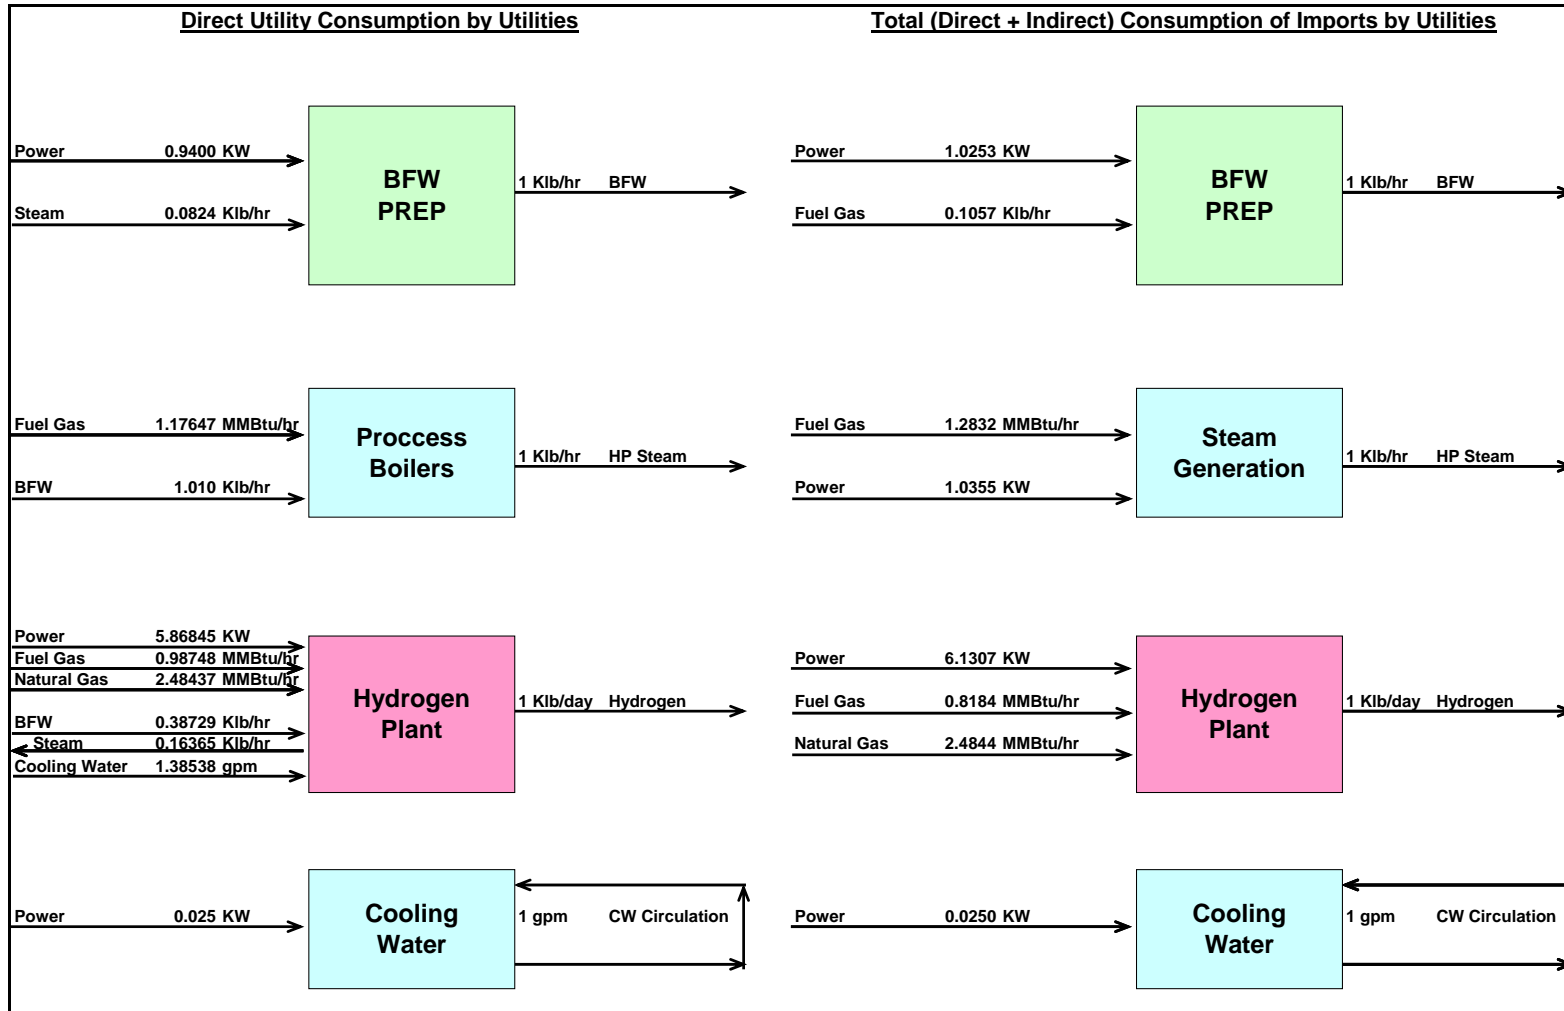 Direct Utility Consumption by Utilities
Total (Direct + Indirect) Consumption of Imports by Utilities
Power 0.9400 KW
Steam 0.0824 Klb/hr
BFW
PREP
1 Klb/hr BFW
Power 1.0253 KW
Fuel Gas 0.1057 Klb/hr
BFW
PREP
1 Klb/hr BFW
Fuel Gas 1.17647 MMBtu/hr
BFW 1.010 Klb/hr
Proccess
Boilers
1 Klb/hr HP Steam
Fuel Gas 1.2832 MMBtu/hr
Power 1.0355 KW
Steam
Generation
1 Klb/hr HP Steam
Power 5.86845 KW
Fuel Gas 0.98748 MMBtu/hr
Natural Gas 2.48437 MMBtu/hr
BFW 0.38729 Klb/hr
Steam 0.16365 Klb/hr
Cooling Water 1.38538 gpm
Hydrogen
Plant
1 Klb/day Hydrogen
Power 6.1307 KW
Fuel Gas 0.8184 MMBtu/hr
Natural Gas 2.4844 MMBtu/hr
Hydrogen
Plant
1 Klb/day Hydrogen
Power 0.025 KW
Cooling
Water
1 gpm CW Circulation
Power 0.0250 KW
Cooling
Water
1 gpm CW Circulation